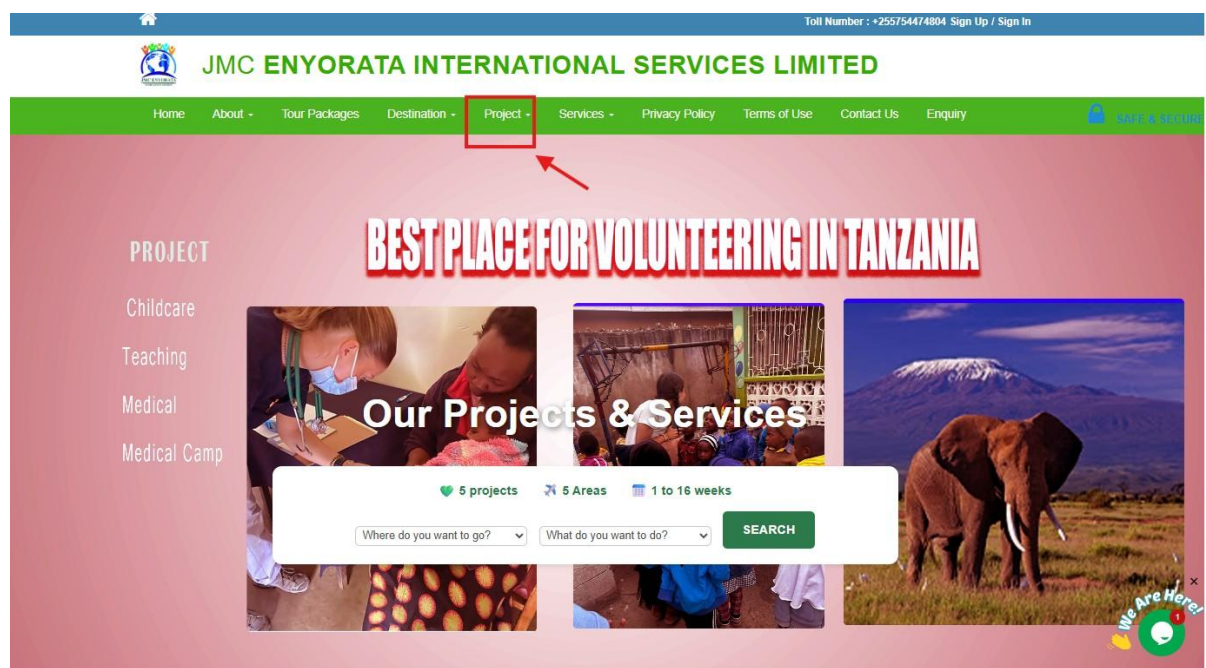 Toll Number : +255754474804 Sign Up / Sign In
JMC ENYORATA INTERNATIONAL SERVICES LIMITED
Home About Tour Packages Destination Project Services Privacy Policy Terms of Use Contact Us Enquiry SAFE & SECURE
BEST PLACE FOR VOLUNTEERING IN TANZANIA
PROJECT
Childcare
Teaching
Medical
Medical Camp
Our Projects & Services
5 projects 5 Areas 1 to 16 weeks
Where do you want to go? What do you want to do? SEARCH
We Are Here!
1